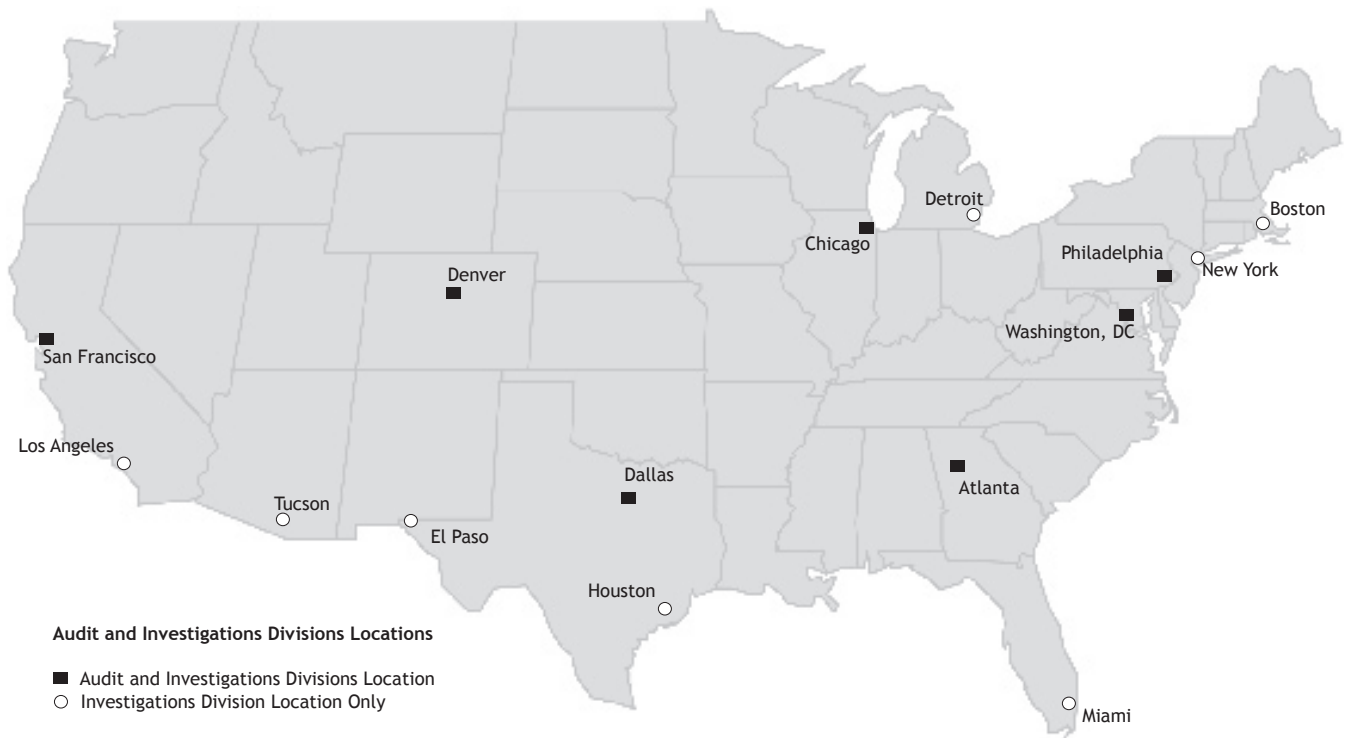 Detroit
Boston
Chicago
Philadelphia
New York
Denver
Washington, DC
San Francisco
Los Angeles
Dallas
Atlanta
Tucson
El Paso
Houston
Audit and Investigations Divisions Locations
Audit and Investigations Divisions Location
Investigations Division Location Only
Miami